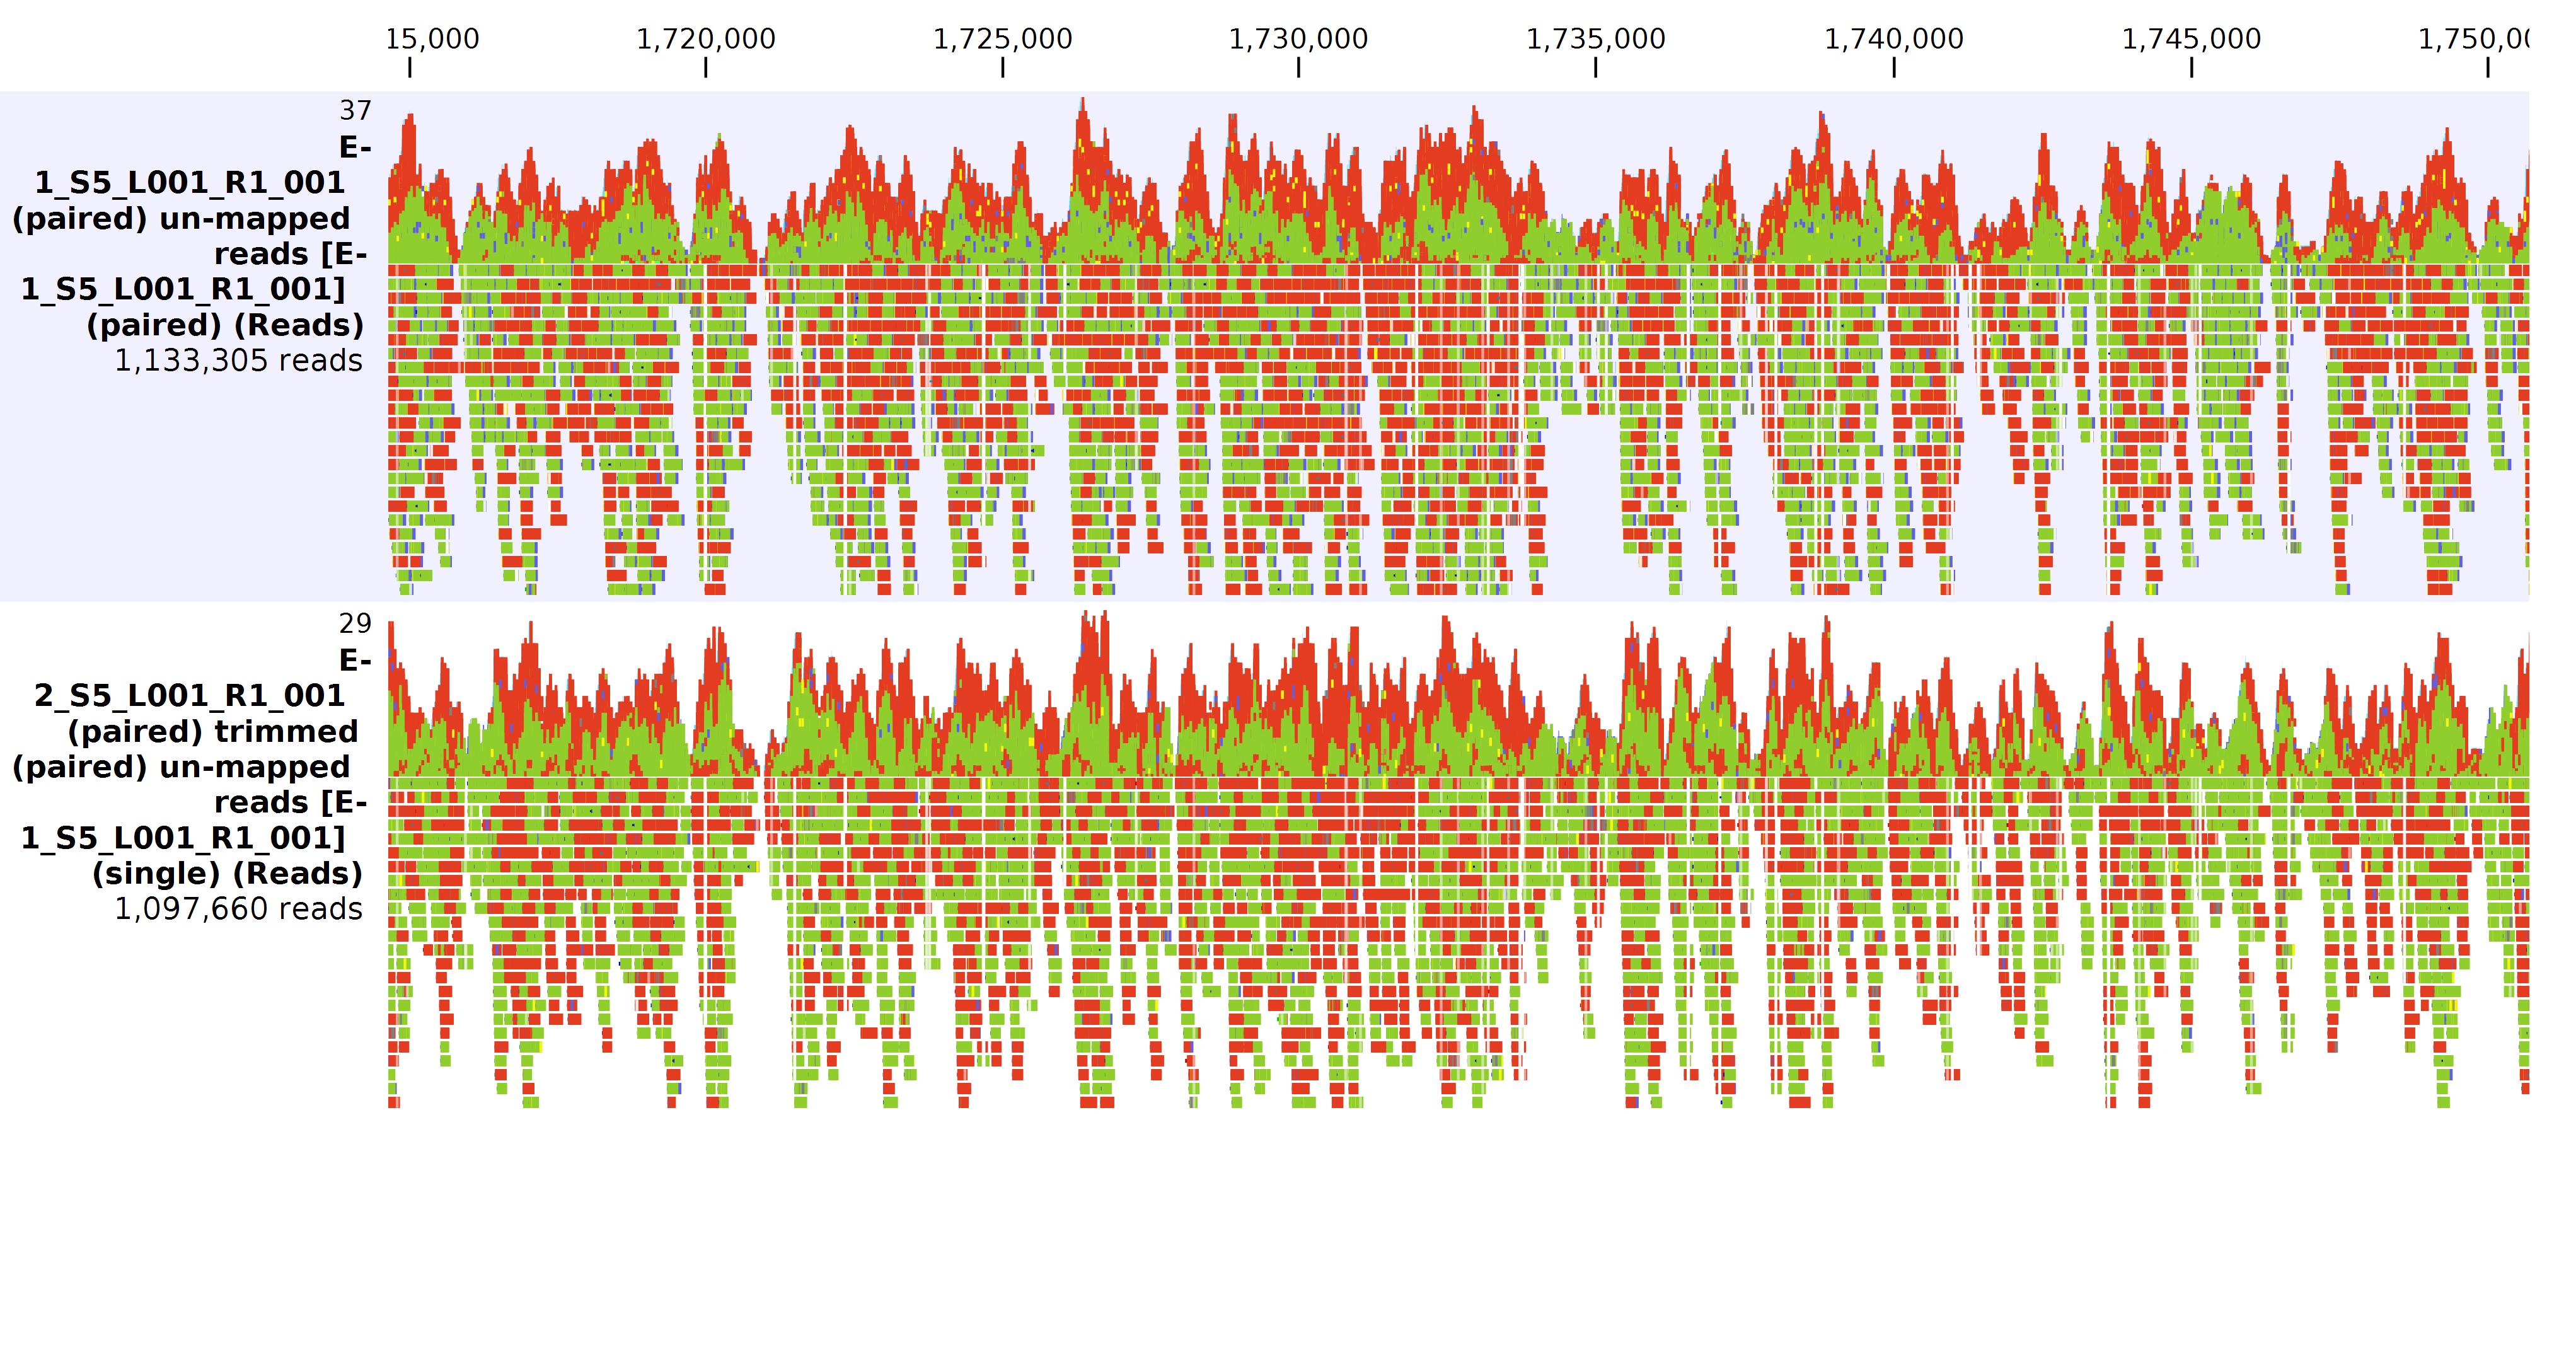 15,000 1,720,000 1,725,000 1,730,000 1,735,000 1,740,000 1,745,000 1,750,0
37
E-
1_S5_L001_R1_001
(paired) un-mapped
reads [E-
1_S5_L001_R1_001]
(paired) (Reads)
1,133,305 reads
29
E-
2_S5_L001_R1_001
(paired) trimmed
(paired) un-mapped
reads [E-
1_S5_L001_R1_001]
(single) (Reads)
1,097,660 reads